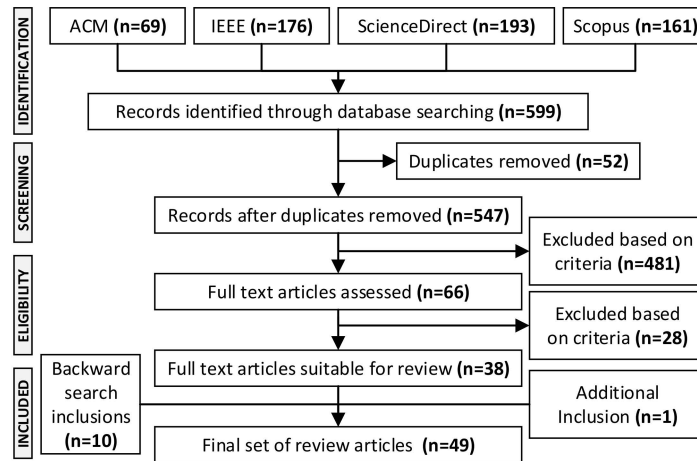 IDENTIFICATION
ACM (n=69)
IEEE (n=176)
ScienceDirect (n=193)
Scopus (n=161)
Records identified through database searching (n=599)
SCREENING
Duplicates removed (n=52)
Records after duplicates removed (n=547)
Excluded based on
criteria (n=481)
ELIGIBILITY
Full text articles assessed (n=66)
Excluded based
on criteria (n=28)
Full text articles suitable for review (n=38)
INCLUDED
Backward
search
inclusions
(n=10)
Additional
Inclusion (n=1)
Final set of review articles (n=49)